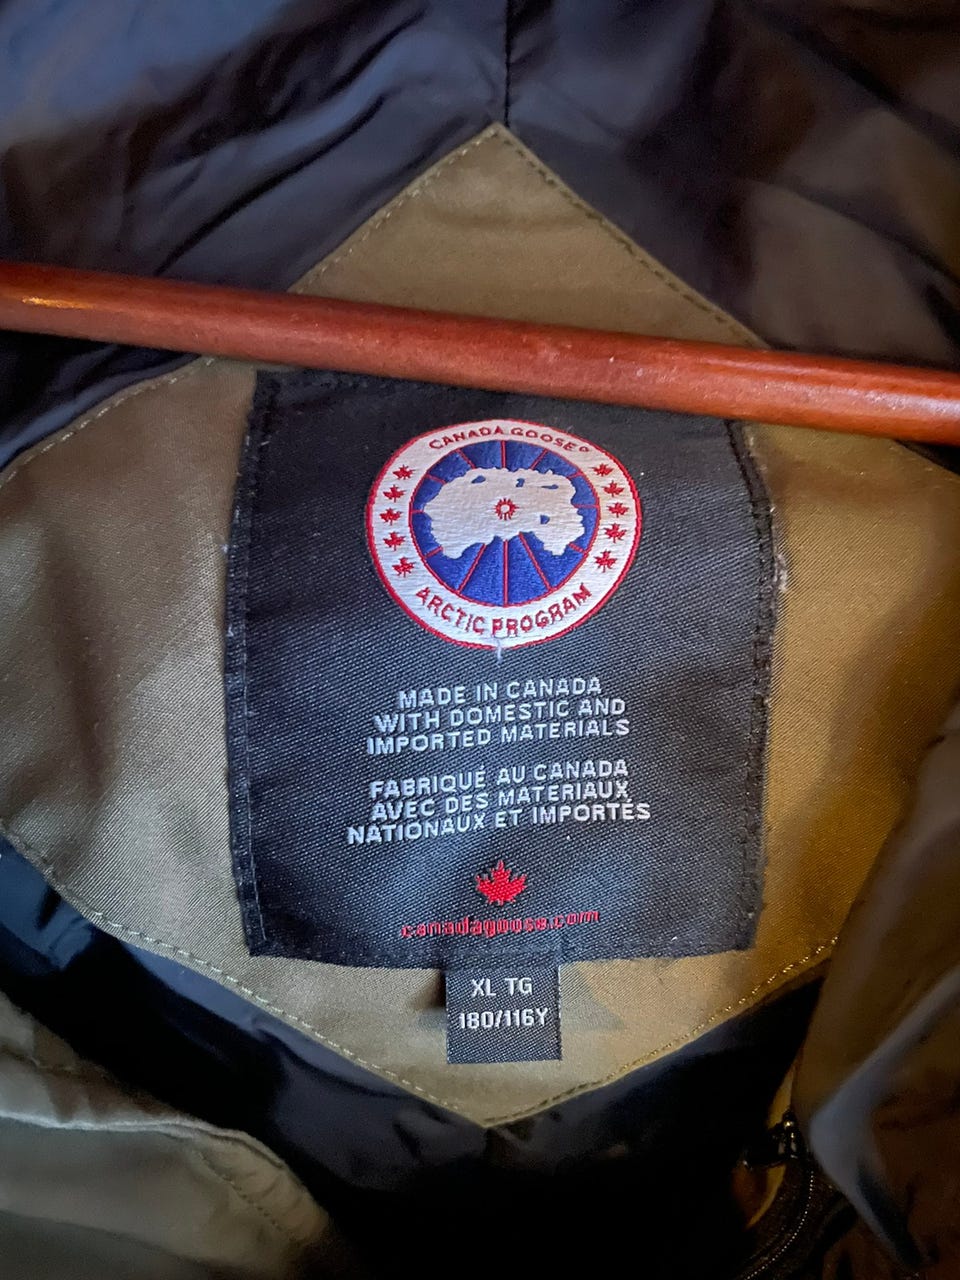 CANADA GOOSE®
ARCTIC PROGRAM
MADE IN CANADA
WITH DOMESTIC AND
IMPORTED MATERIALS
FABRIQUÉ AU CANADA
AVEC DES MATERIAUX
NATIONAUX ET IMPORTÉS
canadagoose.com
XL TG
180/116Y